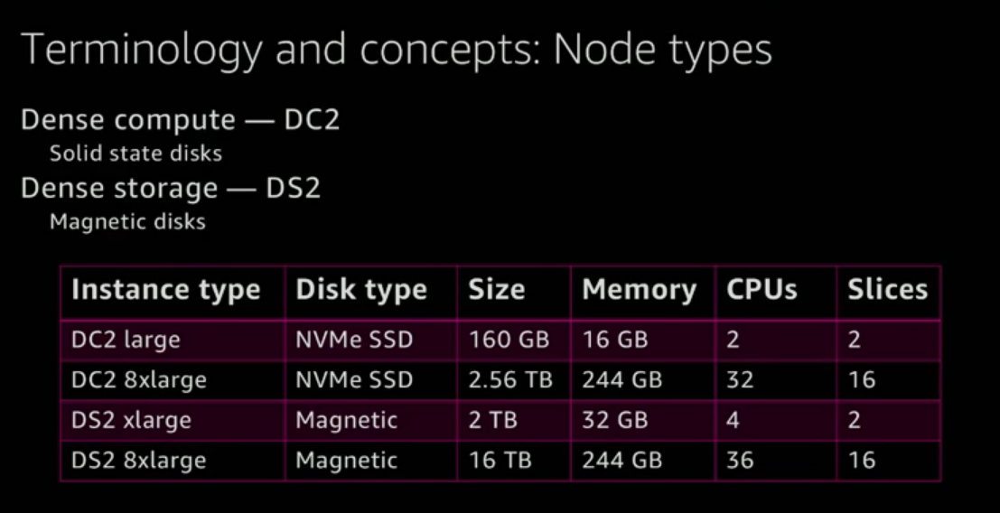 Terminology and concepts: Node types
Dense compute — DC2
Solid state disks
Dense storage — DS2
Magnetic disks
Instance type Disk type Size Memory CPUs Slices
DC2 large NVMe SSD 160 GB 16 GB 2 2
DC2 8xlarge NVMe SSD 2.56 TB 244 GB 32 16
DS2 xlarge Magnetic 2 TB 32 GB 4 2
DS2 8xlarge Magnetic 16 TB 244 GB 36 16